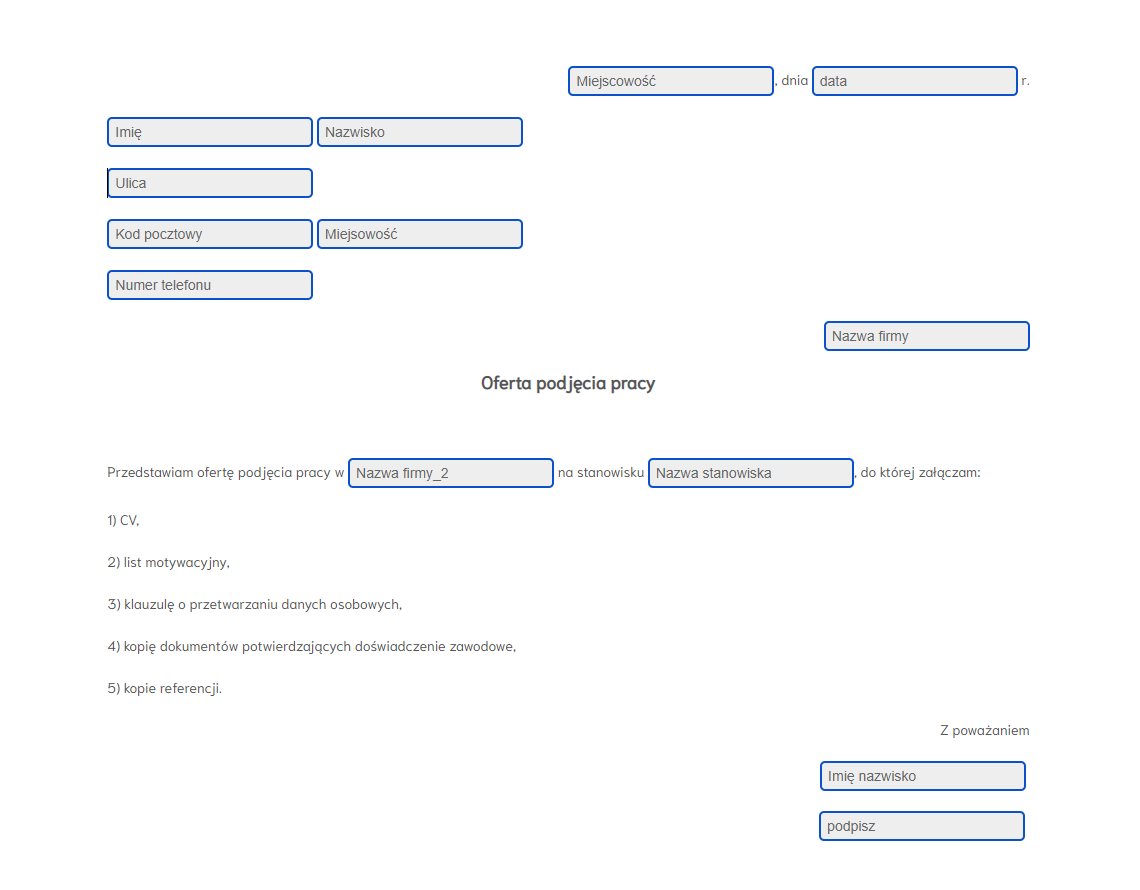 Miejscowość, dnia data r.
Imię Nazwisko
Ulica
Kod pocztowy Miejsowość
Numer telefonu
Nazwa firmy
Oferta podjęcia pracy
Przedstawiam ofertę podjęcia pracy w Nazwa firmy_2 na stanowisku Nazwa stanowiska, do której załączam:
1) CV,
2) list motywacyjny,
3) klauzulę o przetwarzaniu danych osobowych,
4) kopię dokumentów potwierdzających doświadczenie zawodowe,
5) kopie referencji.
Z poważaniem
Imię nazwisko
podpisz